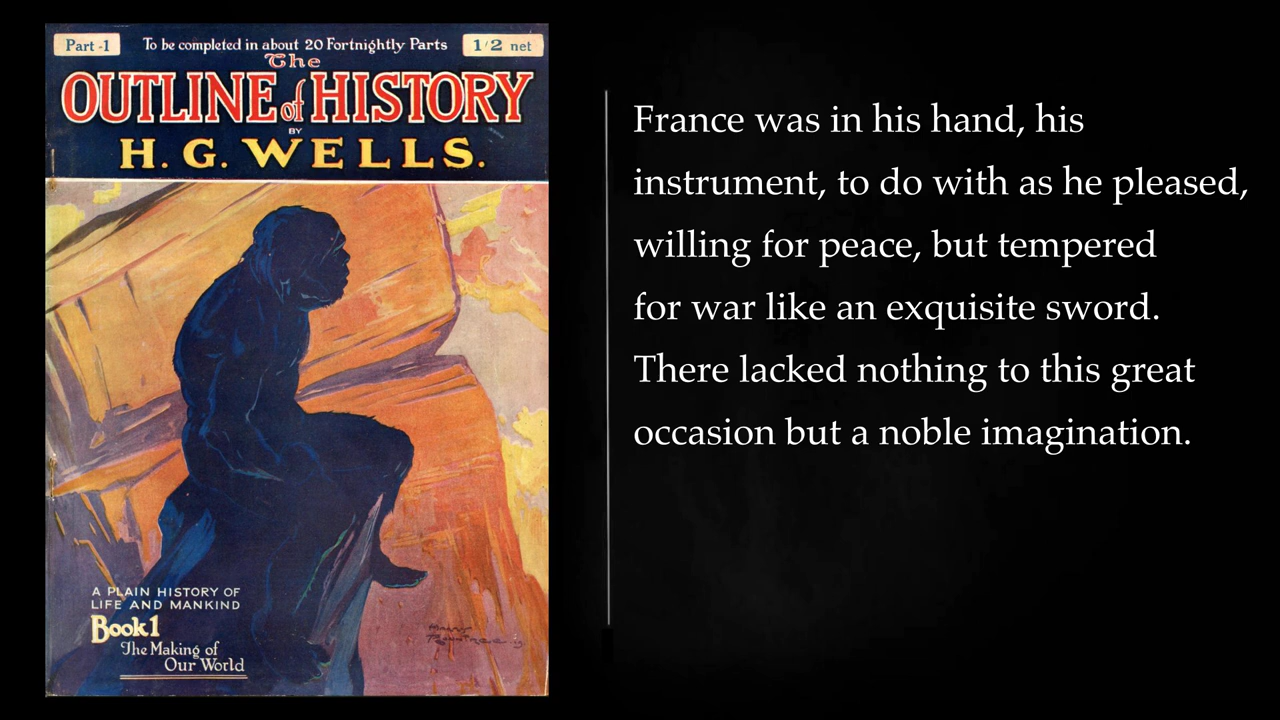 Part -1
To be completed in about 20 Fortnightly Parts
1/2 net
The
OUTLINE of HISTORY
BY
H. G. WELLS.
A PLAIN HISTORY OF
LIFE AND MANKIND
Book 1
The Making of
Our World
France was in his hand, his
instrument, to do with as he pleased,
willing for peace, but tempered
for war like an exquisite sword.
There lacked nothing to this great
occasion but a noble imagination.